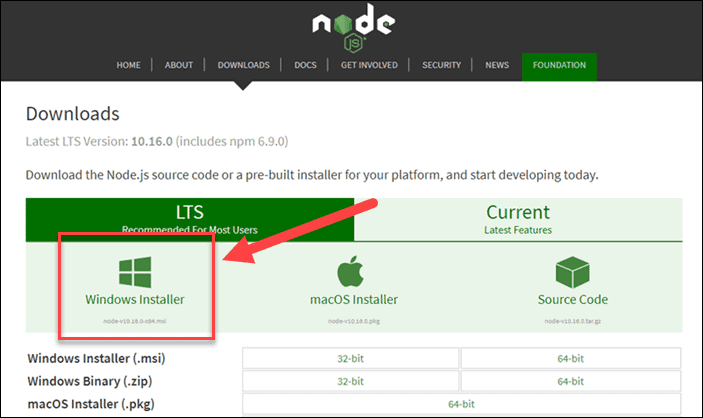 node
JS
HOME ABOUT DOWNLOADS DOCS GET INVOLVED SECURITY NEWS FOUNDATION
Downloads
Latest LTS Version: 10.16.0 (includes npm 6.9.0)
Download the Node.js source code or a pre-built installer for your platform, and start developing today.
LTS
Recommended For Most Users
Current
Latest Features
Windows Installer
node-v10.16.0-x64.msi
macOS Installer
node-v10.16.0.pkg
Source Code
node-v10.16.0.tar.gz
Windows Installer (.msi) 32-bit 64-bit
Windows Binary (.zip) 32-bit 64-bit
macOS Installer (.pkg) 64-bit